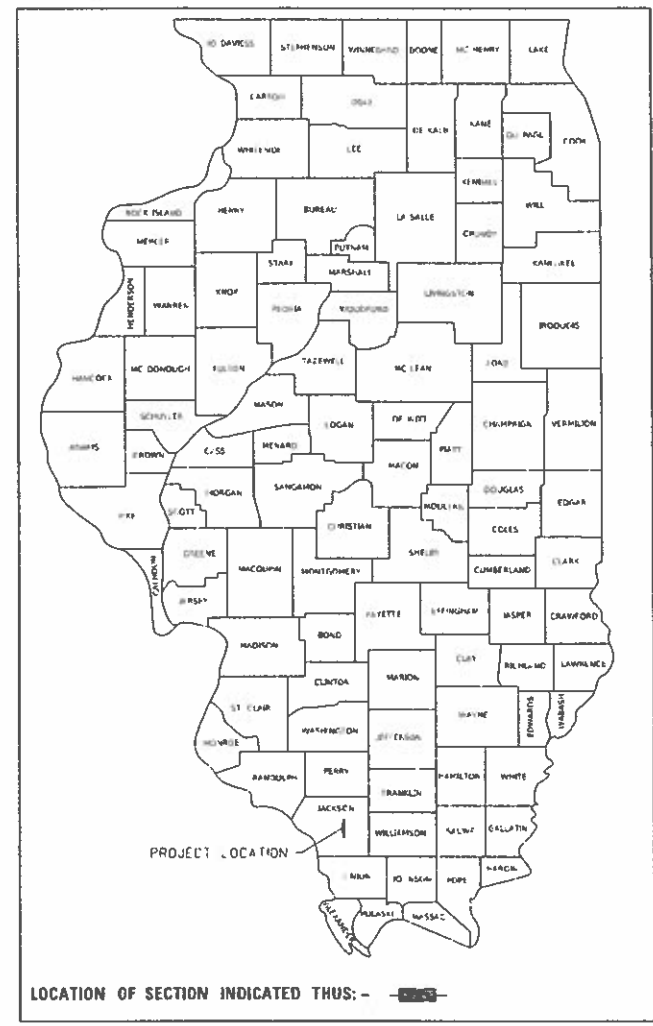 JO DAVIESS
STEPHENSON
WINNEBAGO
BOONE
MC HENRY
LAKE
CARROLL
OGLE
DE KALB
KANE
DU PAGE
COOK
WHITESIDE
LEE
KENDALL
WILL
ROCK ISLAND
HENRY
BUREAU
LA SALLE
GRUNDY
MERCER
PUTNAM
STARK
MARSHALL
KANKAKEE
HENDERSON
WARREN
KNOX
PEORIA
WOODFORD
LIVINGSTON
IROQUOIS
HANCOCK
MC DONOUGH
FULTON
TAZEWELL
MC LEAN
FORD
MASON
SCHUYLER
LOGAN
DE WITT
CHAMPAIGN
VERMILION
ADAMS
BROWN
CASS
MENARD
MACON
PIATT
PIKE
SCOTT
MORGAN
SANGAMON
CHRISTIAN
MOULTRIE
DOUGLAS
EDGAR
COLES
CALHOUN
GREENE
MACOUPIN
MONTGOMERY
SHELBY
CUMBERLAND
CLARK
JERSEY
FAYETTE
EFFINGHAM
JASPER
CRAWFORD
MADISON
BOND
CLAY
RICHLAND
LAWRENCE
CLINTON
MARION
ST. CLAIR
WAYNE
EDWARDS
WABASH
WASHINGTON
JEFFERSON
MONROE
RANDOLPH
PERRY
HAMILTON
WHITE
FRANKLIN
JACKSON
WILLIAMSON
SALINE
GALLATIN
PROJECT LOCATION
UNION
JOHNSON
POPE
HARDIN
ALEXANDER
PULASKI
MASSAC
LOCATION OF SECTION INDICATED THUS: -